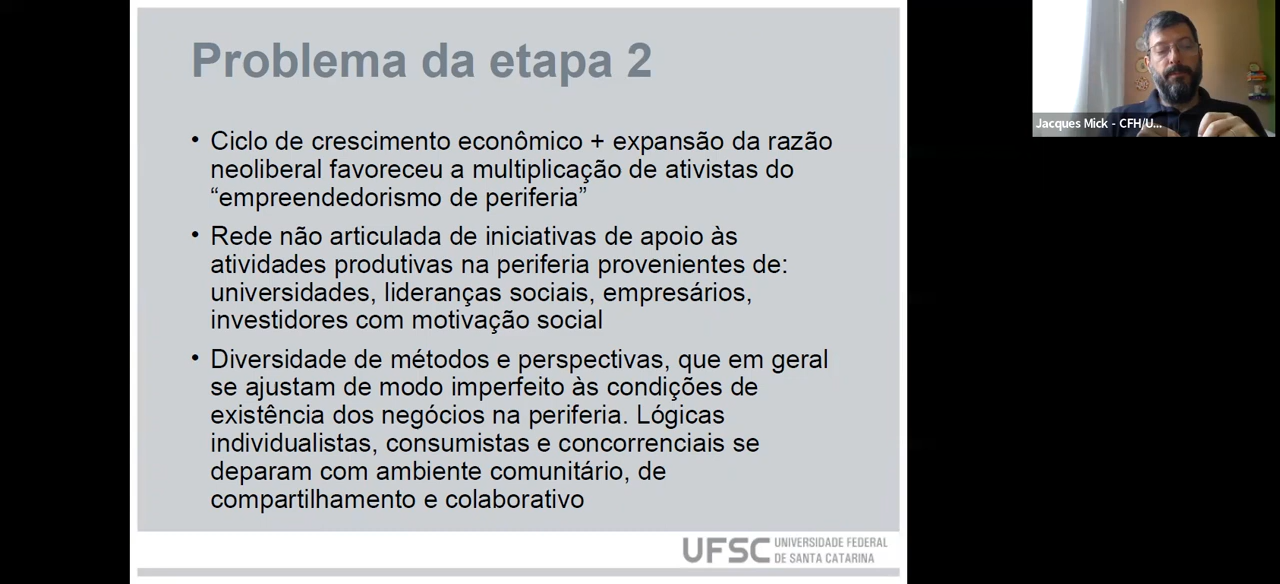 Problema da etapa 2
• Ciclo de crescimento econômico + expansão da razão
neoliberal favoreceu a multiplicação de ativistas do
“empreendedorismo de periferia”
• Rede não articulada de iniciativas de apoio às
atividades produtivas na periferia provenientes de:
universidades, lideranças sociais, empresários,
investidores com motivação social
• Diversidade de métodos e perspectivas, que em geral
se ajustam de modo imperfeito às condições de
existência dos negócios na periferia. Lógicas
individualistas, consumistas e concorrenciais se
deparam com ambiente comunitário, de
compartilhamento e colaborativo
UFSC UNIVERSIDADE FEDERAL
DE SANTA CATARINA
Jacques Mick - CFH/U...